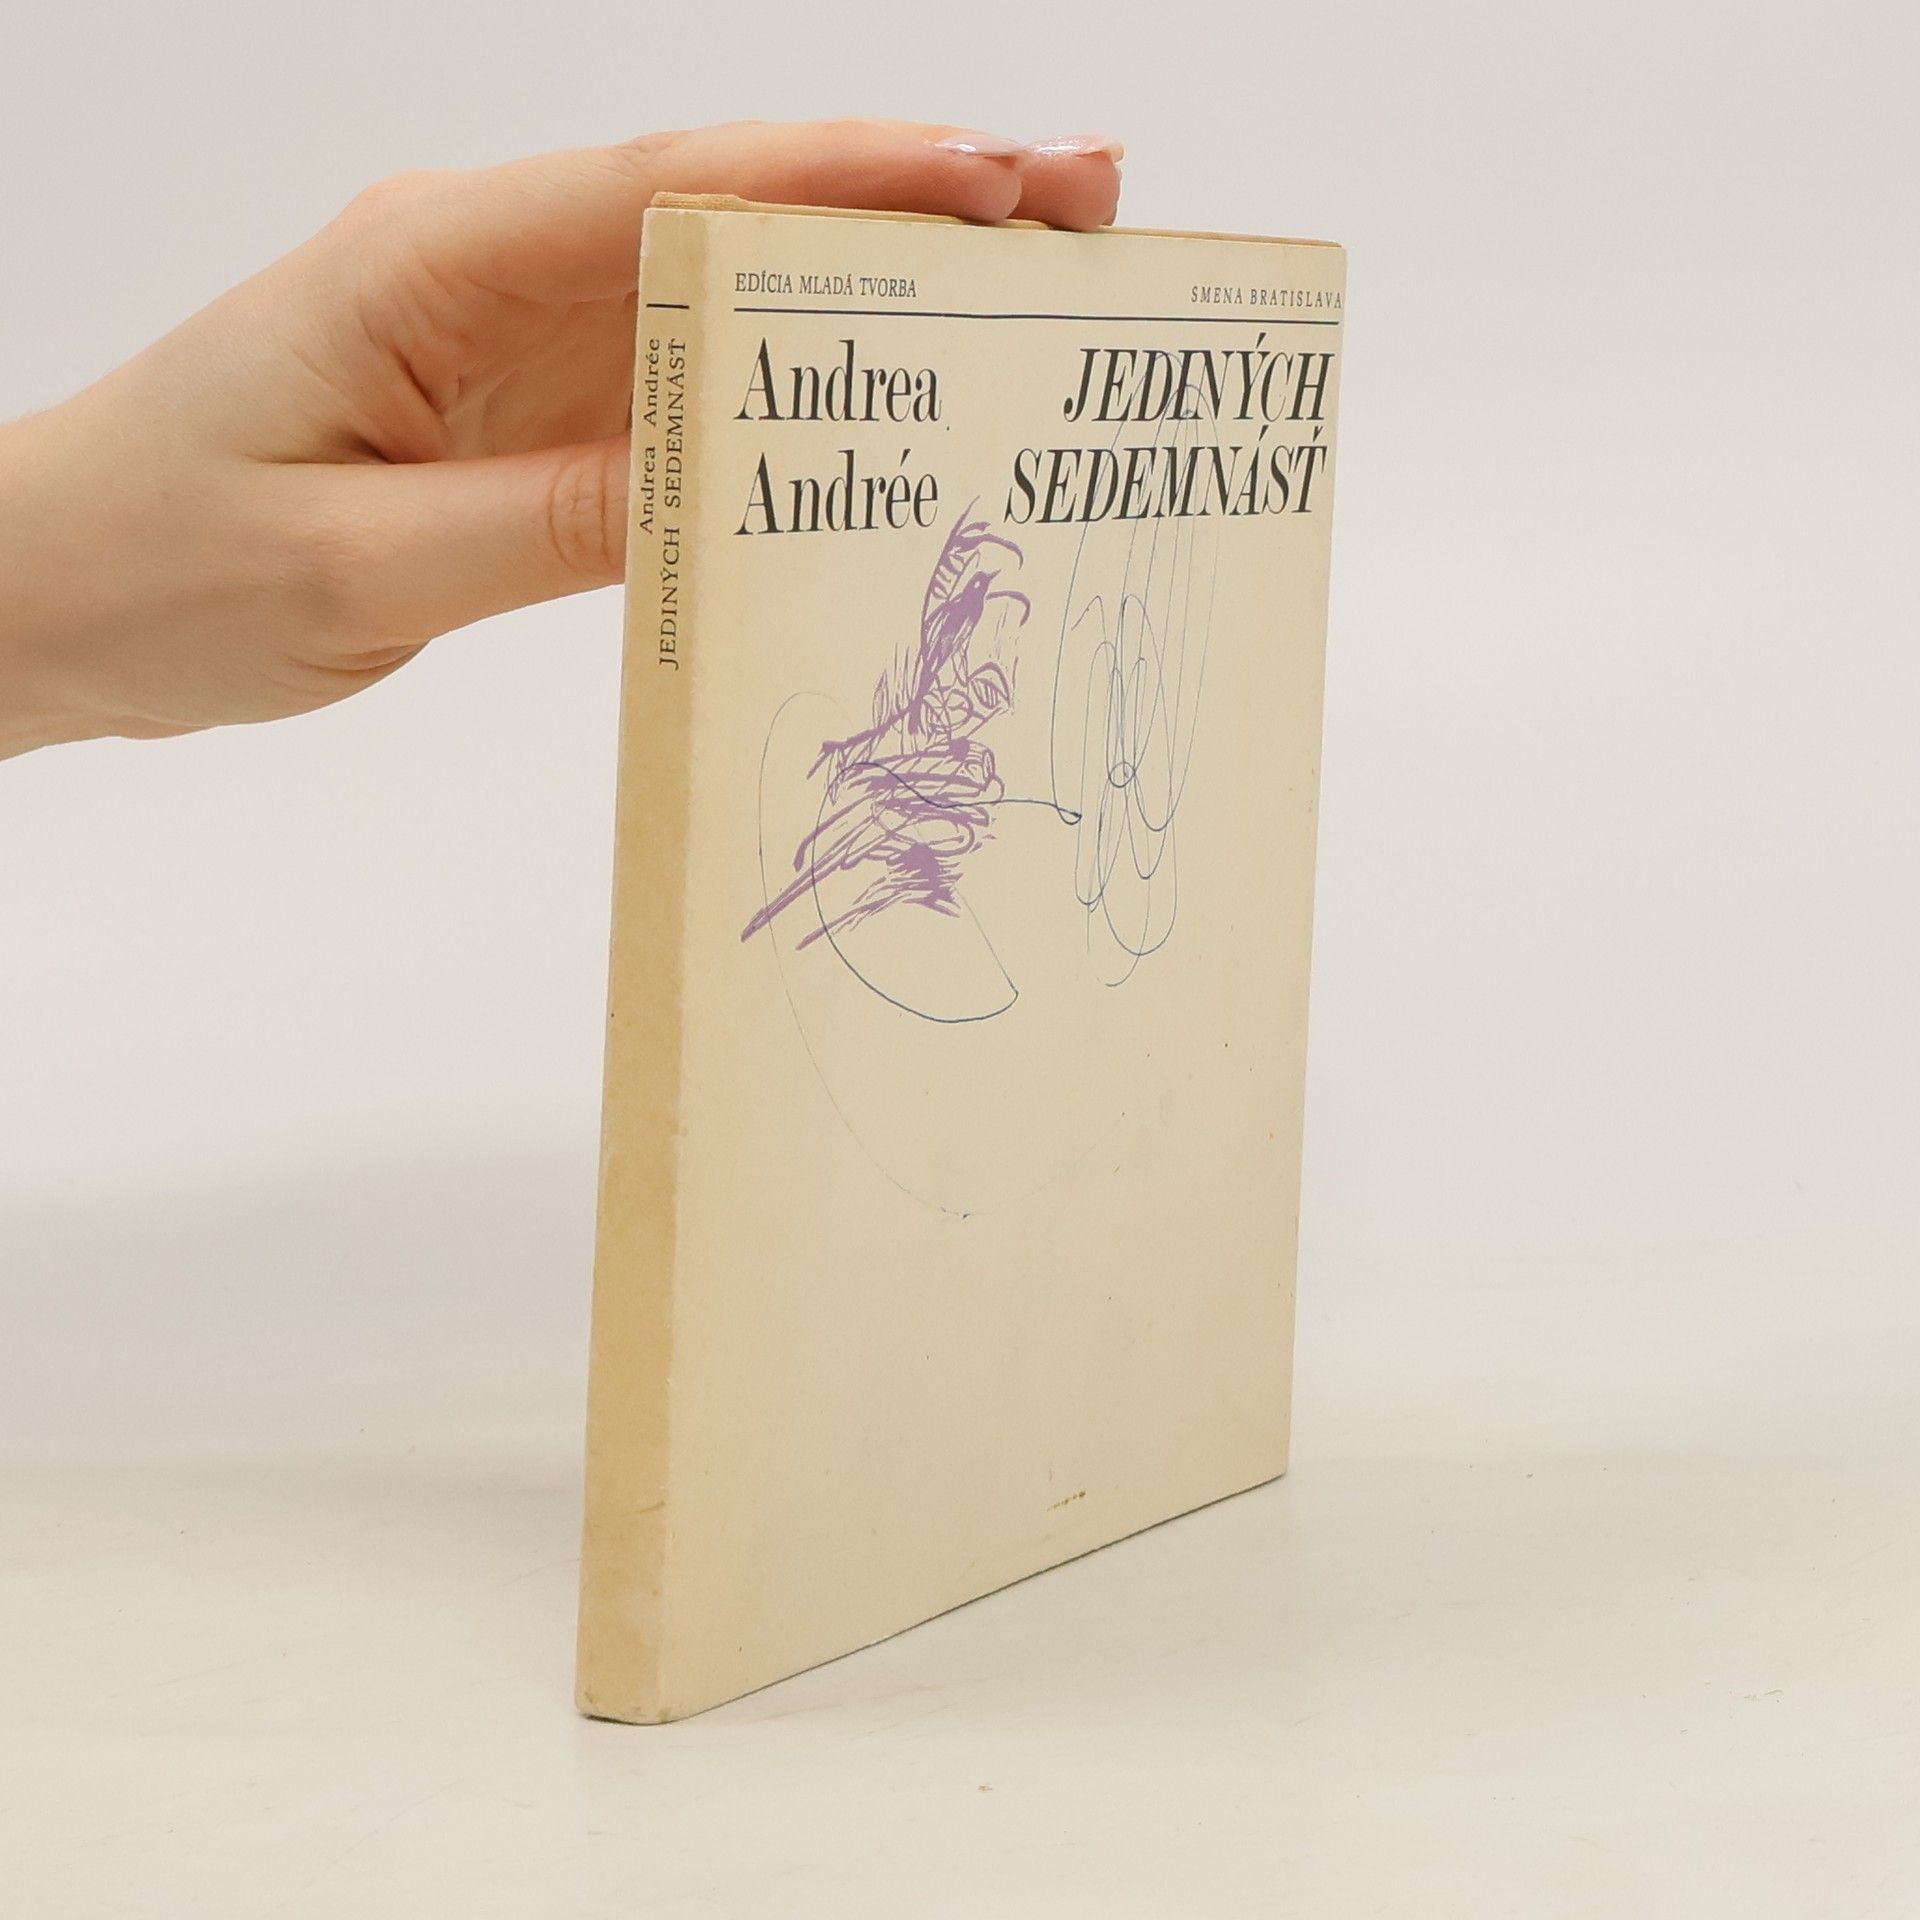 EDÍCIA MLADÁ TVORBA
SMENA BRATISLAVA
Andrea
Andrée
JEDINÝCH
SEDEMNÁSŤ
Andrea Andrée
JEDINÝCH SEDEMNÁSŤ